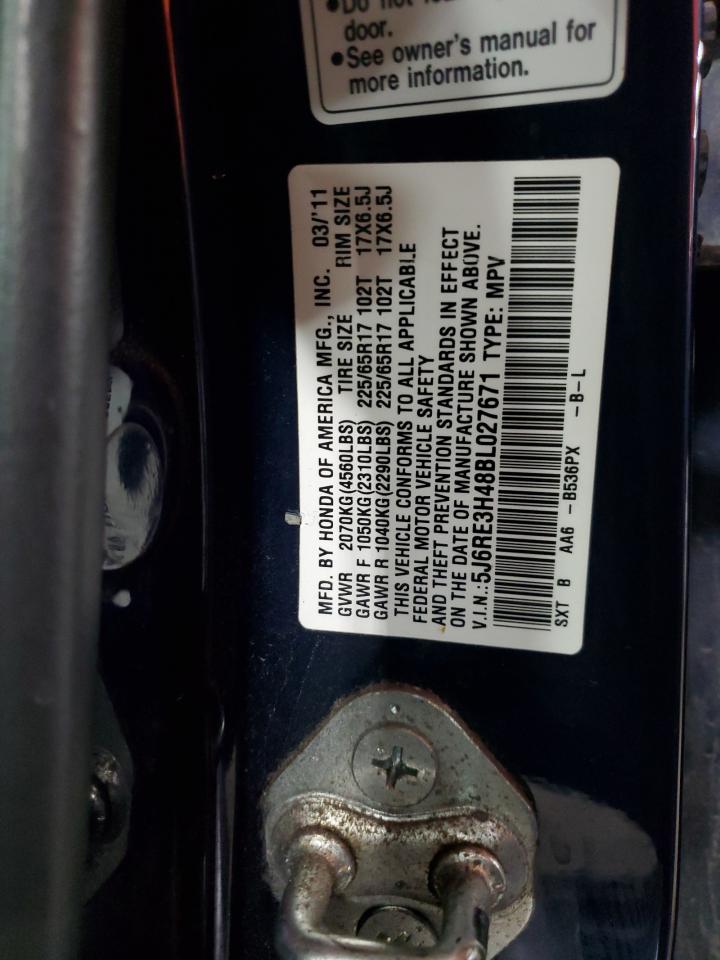 ●Do not
door.
●See owner's manual for
more information.
MFD. BY HONDA OF AMERICA MFG., INC. 03/'11
GVWR 2070KG(4560LBS) TIRE SIZE RIM SIZE
GAWR F 1050KG(2310LBS) 225/65R17 102T 17X6.5J
GAWR R 1040KG(2290LBS) 225/65R17 102T 17X6.5J
THIS VEHICLE CONFORMS TO ALL APPLICABLE
FEDERAL MOTOR VEHICLE SAFETY
AND THEFT PREVENTION STANDARDS IN EFFECT
ON THE DATE OF MANUFACTURE SHOWN ABOVE.
V.I.N.:5J6RE3H48BL027671 TYPE: MPV
SXT B AA6 -B536PX -B-L